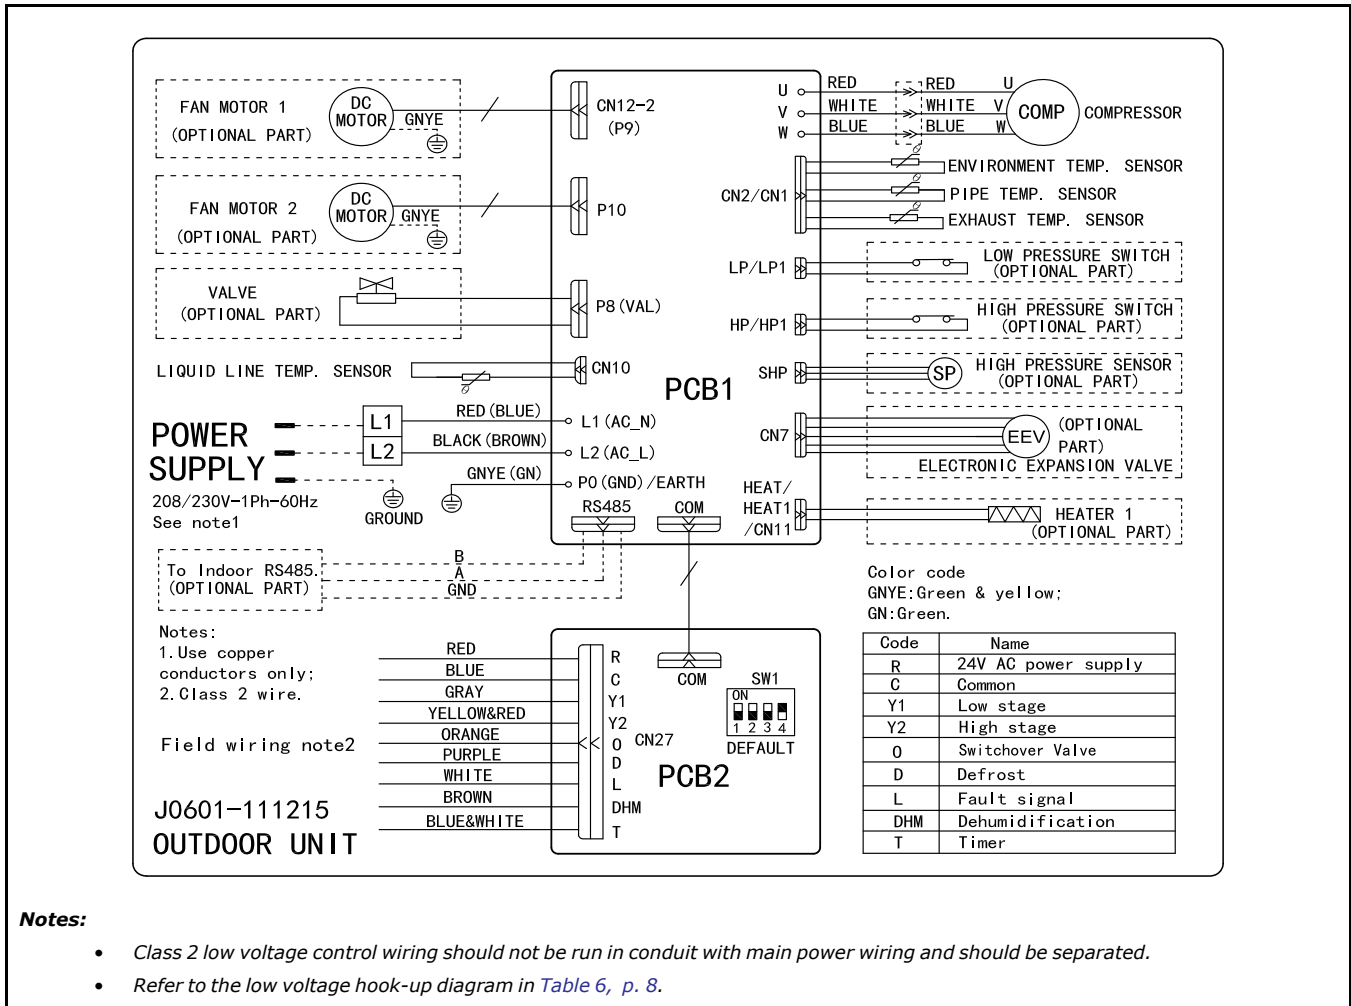 FAN MOTOR 1
(OPTIONAL PART)
DC
MOTOR
GNYE
CN12-2
(P9)
FAN MOTOR 2
(OPTIONAL PART)
DC
MOTOR
GNYE
P10
VALVE
(OPTIONAL PART)
P8(VAL)
LIQUID LINE TEMP. SENSOR
CN10
PCB1
POWER
SUPPLY
208/230V-1Ph-60Hz
See note1
L1
L2
GROUND
RED(BLUE)
L1(AC_N)
BLACK(BROWN)
L2(AC_L)
GNYE(GN)
PO(GND)/EARTH
RS485
COM
U RED RED U
V WHITE WHITE V
W BLUE BLUE W
COMP
COMPRESSOR
CN2/CN1
ENVIRONMENT TEMP. SENSOR
PIPE TEMP. SENSOR
EXHAUST TEMP. SENSOR
LP/LP1
LOW PRESSURE SWITCH
(OPTIONAL PART)
HP/HP1
HIGH PRESSURE SWITCH
(OPTIONAL PART)
SHP
SP
HIGH PRESSURE SENSOR
(OPTIONAL PART)
CN7
EEV
(OPTIONAL
PART)
ELECTRONIC EXPANSION VALVE
HEAT/
HEAT1
/CN11
HEATER 1
(OPTIONAL PART)
To Indoor RS485.
(OPTIONAL PART)
B
A
GND
Notes:
1.Use copper
conductors only;
2.Class 2 wire.
Field wiring note2
J0601-111215
OUTDOOR UNIT
RED R
BLUE C
GRAY Y1
YELLOW&RED Y2
ORANGE O
PURPLE D
WHITE L
BROWN DHM
BLUE&WHITE T
CN27
COM
SW1
ON
1 2 3 4
DEFAULT
PCB2
Color code
GNYE:Green & yellow;
GN:Green.
Code Name
R 24V AC power supply
C Common
Y1 Low stage
Y2 High stage
O Switchover Valve
D Defrost
L Fault signal
DHM Dehumidification
T Timer
Notes:
• Class 2 low voltage control wiring should not be run in conduit with main power wiring and should be separated.
• Refer to the low voltage hook-up diagram in Table 6, p. 8.